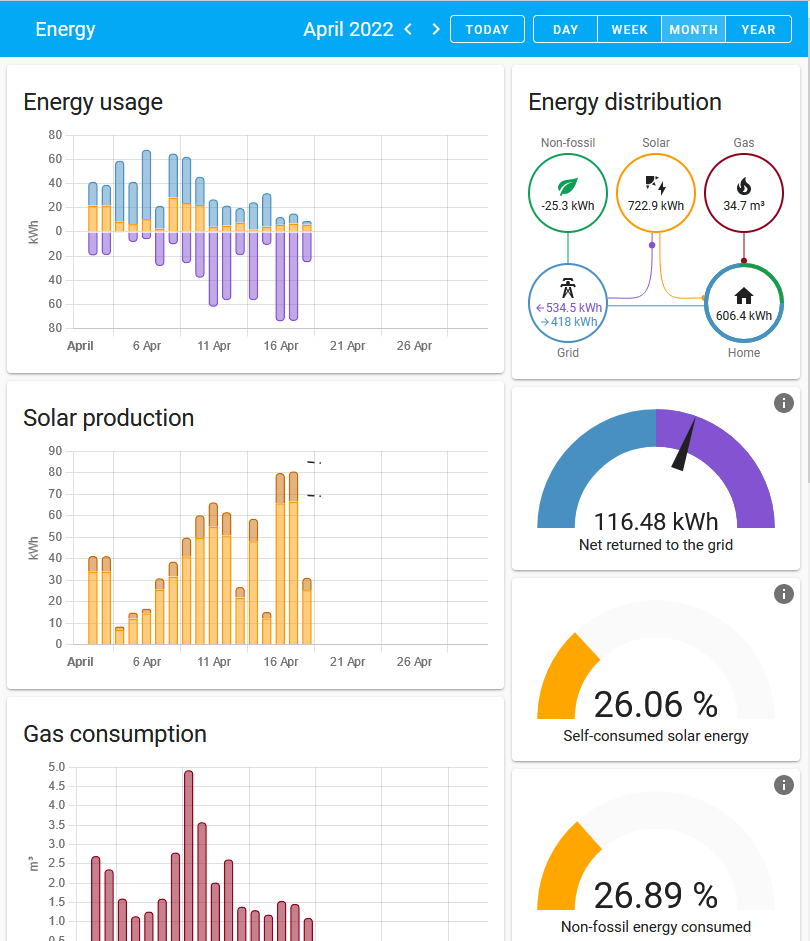 Energy
April 2022
TODAY
DAY
WEEK
MONTH
YEAR
Energy usage
80
60
40
20
0
20
40
60
80
kWh
April
6 Apr
11 Apr
16 Apr
21 Apr
26 Apr
Energy distribution
Non-fossil
Solar
Gas
-25.3 kWh
722.9 kWh
34.7 m³
←534.5 kWh
→418 kWh
606.4 kWh
Grid
Home
Solar production
90
80
70
60
50
40
30
20
10
0
kWh
April
6 Apr
11 Apr
16 Apr
21 Apr
26 Apr
116.48 kWh
Net returned to the grid
26.06 %
Self-consumed solar energy
Gas consumption
5.0
4.5
4.0
3.5
3.0
2.5
2.0
1.5
1.0
0.5
m³
26.89 %
Non-fossil energy consumed